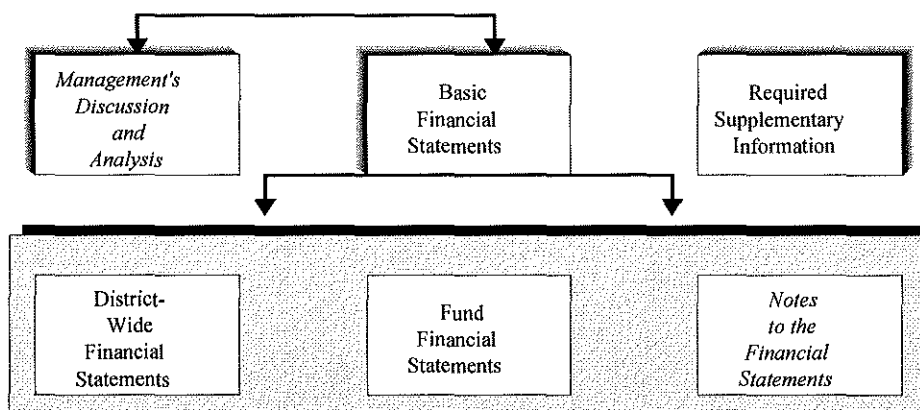 Management's
Discussion
and
Analysis
Basic
Financial
Statements
Required
Supplementary
Information
District-
Wide
Financial
Statements
Fund
Financial
Statements
Notes
to the
Financial
Statements